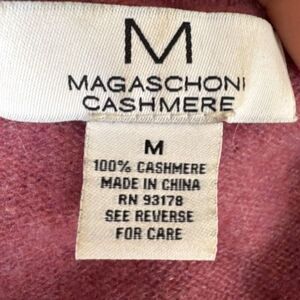 M
MAGASCHONI
CASHMERE
M
100% CASHMERE
MADE IN CHINA
RN 93178
SEE REVERSE
FOR CARE